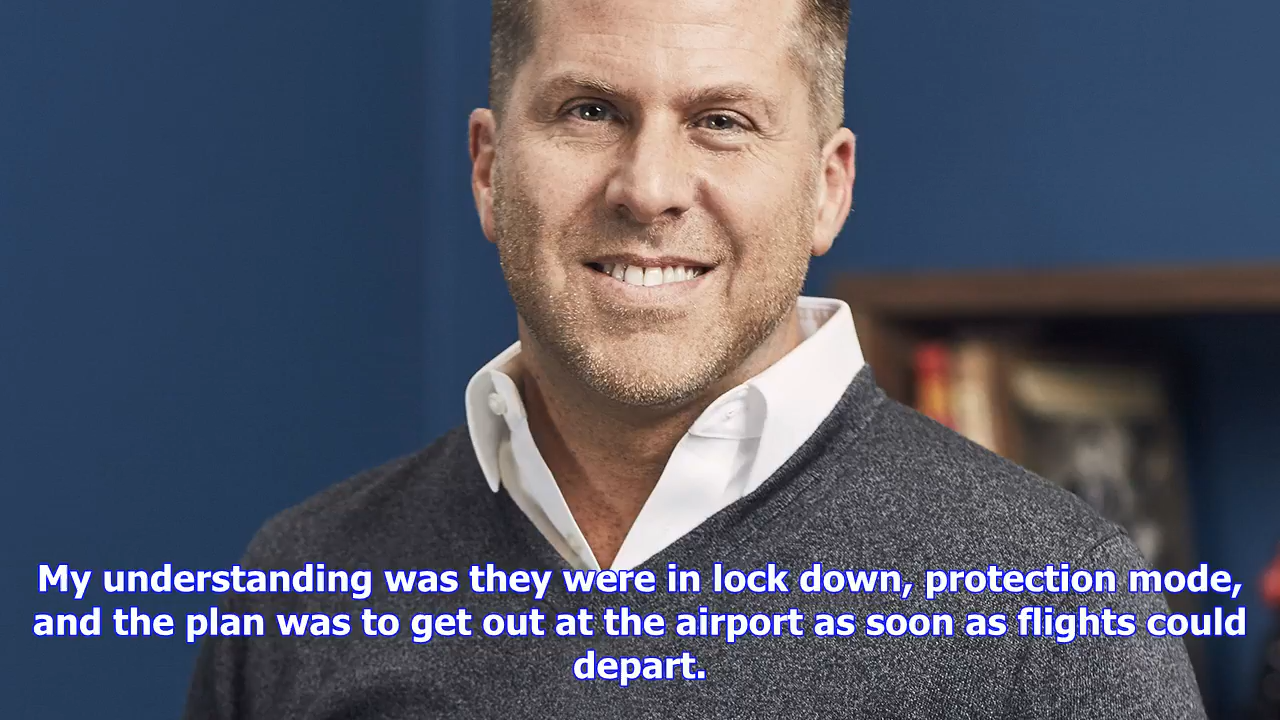 My understanding was they were in lock down, protection mode,
and the plan was to get out at the airport as soon as flights could
depart.